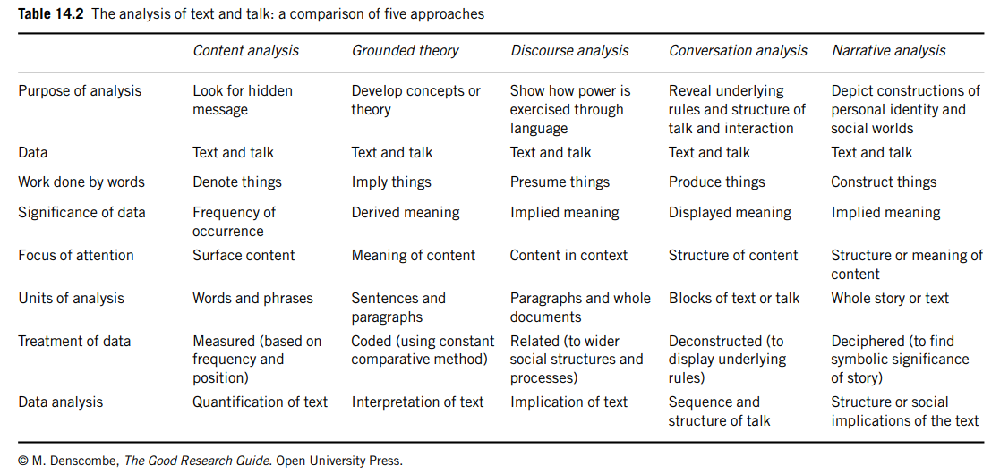 Table 14.2 The analysis of text and talk: a comparison of five approaches
Content analysis Grounded theory Discourse analysis Conversation analysis Narrative analysis
Purpose of analysis Look for hidden Develop concepts or Show how power is Reveal underlying Depict constructions of
message theory exercised through rules and structure of personal identity and
language talk and interaction social worlds
Data Text and talk Text and talk Text and talk Text and talk Text and talk
Work done by words Denote things Imply things Presume things Produce things Construct things
Significance of data Frequency of Derived meaning Implied meaning Displayed meaning Implied meaning
occurrence
Focus of attention Surface content Meaning of content Content in context Structure of content Structure or meaning of
content
Units of analysis Words and phrases Sentences and Paragraphs and whole Blocks of text or talk Whole story or text
paragraphs documents
Treatment of data Measured (based on Coded (using constant Related (to wider Deconstructed (to Deciphered (to find
frequency and comparative method) social structures and display underlying symbolic significance
position) processes) rules) of story)
Data analysis Quantification of text Interpretation of text Implication of text Sequence and Structure or social
structure of talk implications of the text
© M. Denscombe, The Good Research Guide. Open University Press.